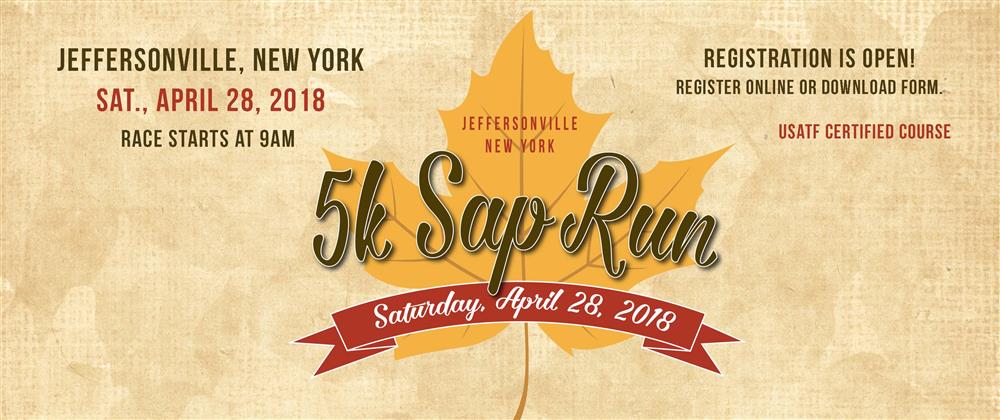 JEFFERSONVILLE, NEW YORK
SAT., APRIL 28, 2018
RACE STARTS AT 9AM
JEFFERSONVILLE
NEW YORK
5k Sap Run
Saturday, April 28, 2018
REGISTRATION IS OPEN!
REGISTER ONLINE OR DOWNLOAD FORM.
USATF CERTIFIED COURSE